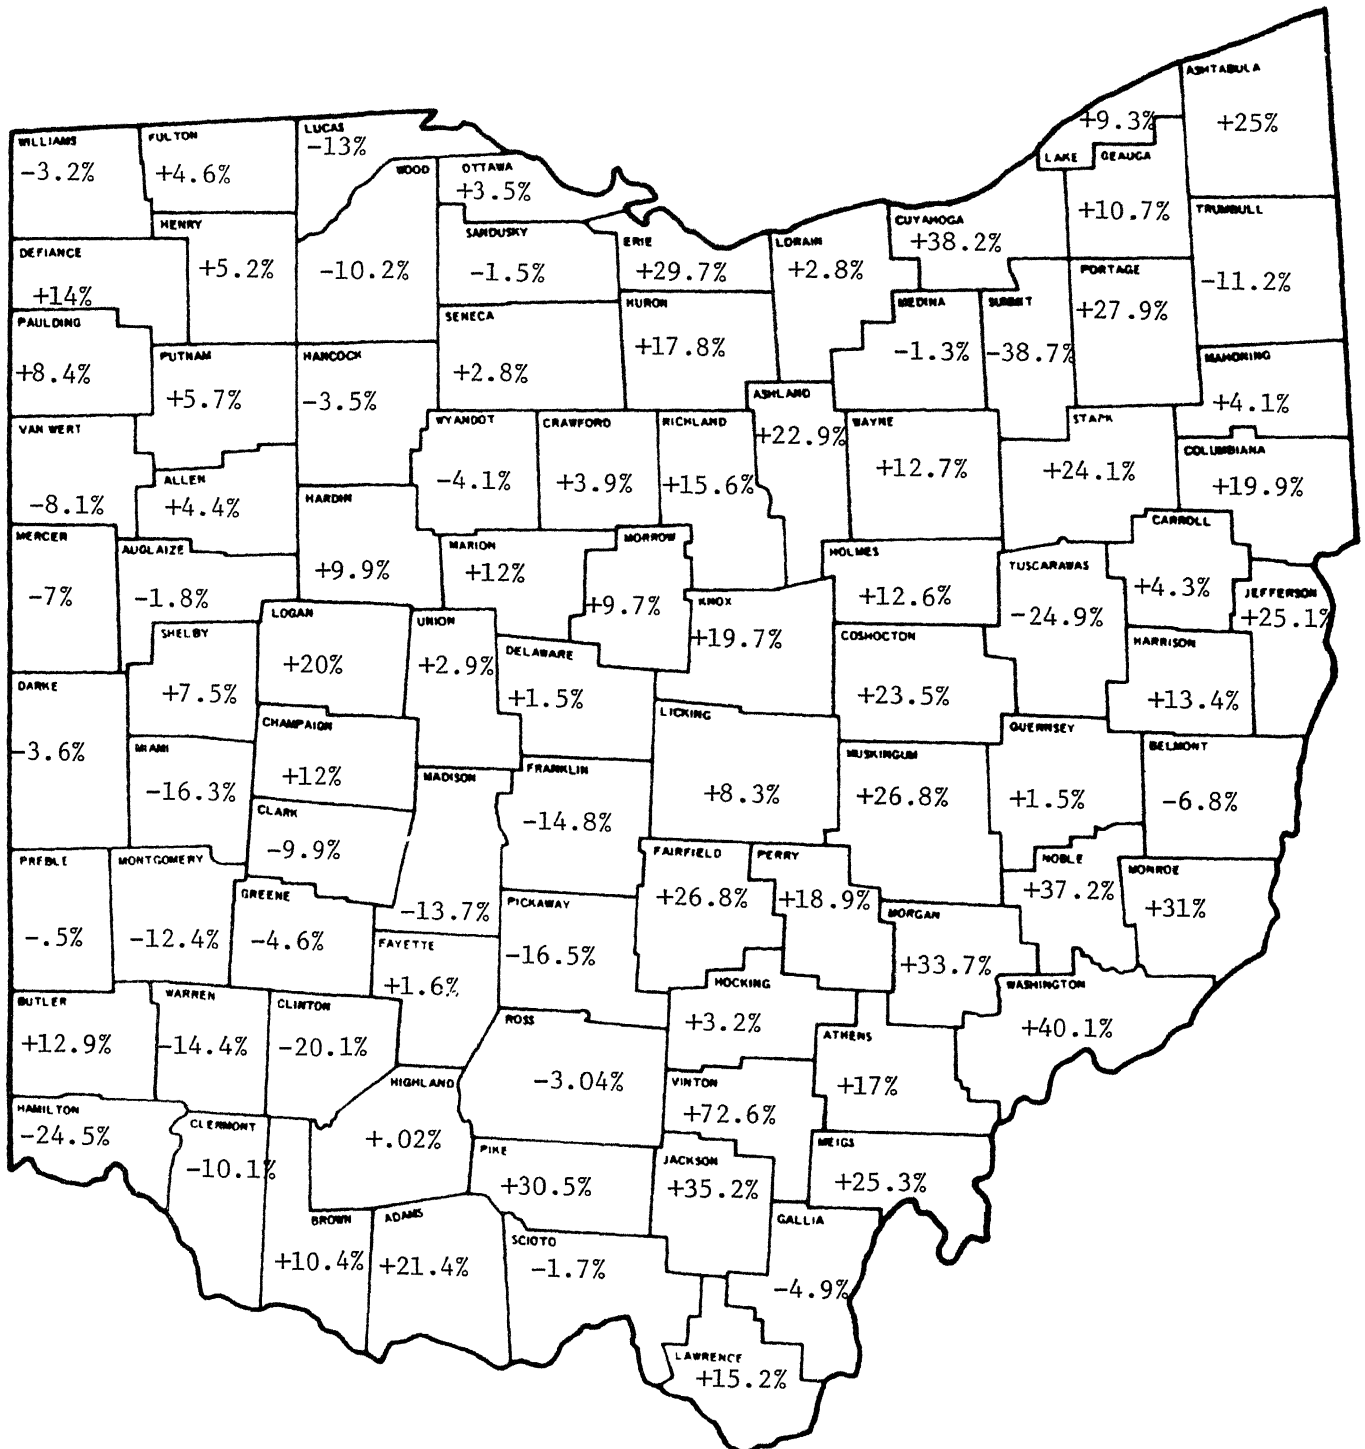 ASHTABULA
+25%
+9.3%
LAKE
GEAUGA
+10.7%
WILLIAMS
-3.2%
FULTON
+4.6%
LUCAS
-13%
WOOD
-10.2%
OTTAWA
+3.5%
HENRY
+5.2%
DEFIANCE
+14%
SANDUSKY
-1.5%
ERIE
+29.7%
LORAIN
+2.8%
CUYAHOGA
+38.2%
TRUMBULL
-11.2%
PORTAGE
+27.9%
PAULDING
+8.4%
PUTNAM
+5.7%
HANCOCK
-3.5%
SENECA
+2.8%
HURON
+17.8%
MEDINA
-1.3%
SUMMIT
-38.7%
MAHONING
+4.1%
ASHLAND
+22.9%
VAN WERT
-8.1%
ALLEN
+4.4%
WYANDOT
-4.1%
CRAWFORD
+3.9%
RICHLAND
+15.6%
WAYNE
+12.7%
STARK
+24.1%
COLUMBIANA
+19.9%
HARDIN
+9.9%
MERCER
-7%
AUGLAIZE
-1.8%
MARION
+12%
MORROW
+9.7%
HOLMES
+12.6%
TUSCARAWAS
-24.9%
CARROLL
+4.3%
JEFFERSON
+25.1%
SHELBY
+7.5%
LOGAN
+20%
UNION
+2.9%
DELAWARE
+1.5%
KNOX
+19.7%
COSHOCTON
+23.5%
HARRISON
+13.4%
DARKE
-3.6%
MIAMI
-16.3%
CHAMPAIGN
+12%
LICKING
+8.3%
MUSKINGUM
+26.8%
GUERNSEY
+1.5%
BELMONT
-6.8%
CLARK
-9.9%
MADISON
-13.7%
FRANKLIN
-14.8%
PREBLE
-.5%
MONTGOMERY
-12.4%
GREENE
-4.6%
FAIRFIELD
+26.8%
PERRY
+18.9%
NOBLE
+37.2%
MONROE
+31%
FAYETTE
+1.6%
PICKAWAY
-16.5%
MORGAN
+33.7%
HOCKING
+3.2%
WASHINGTON
+40.1%
BUTLER
+12.9%
WARREN
-14.4%
CLINTON
-20.1%
ROSS
-3.04%
ATHENS
+17%
VINTON
+72.6%
HAMILTON
-24.5%
CLERMONT
-10.1%
HIGHLAND
+.02%
PIKE
+30.5%
JACKSON
+35.2%
MEIGS
+25.3%
BROWN
+10.4%
ADAMS
+21.4%
SCIOTO
-1.7%
GALLIA
-4.9%
LAWRENCE
+15.2%